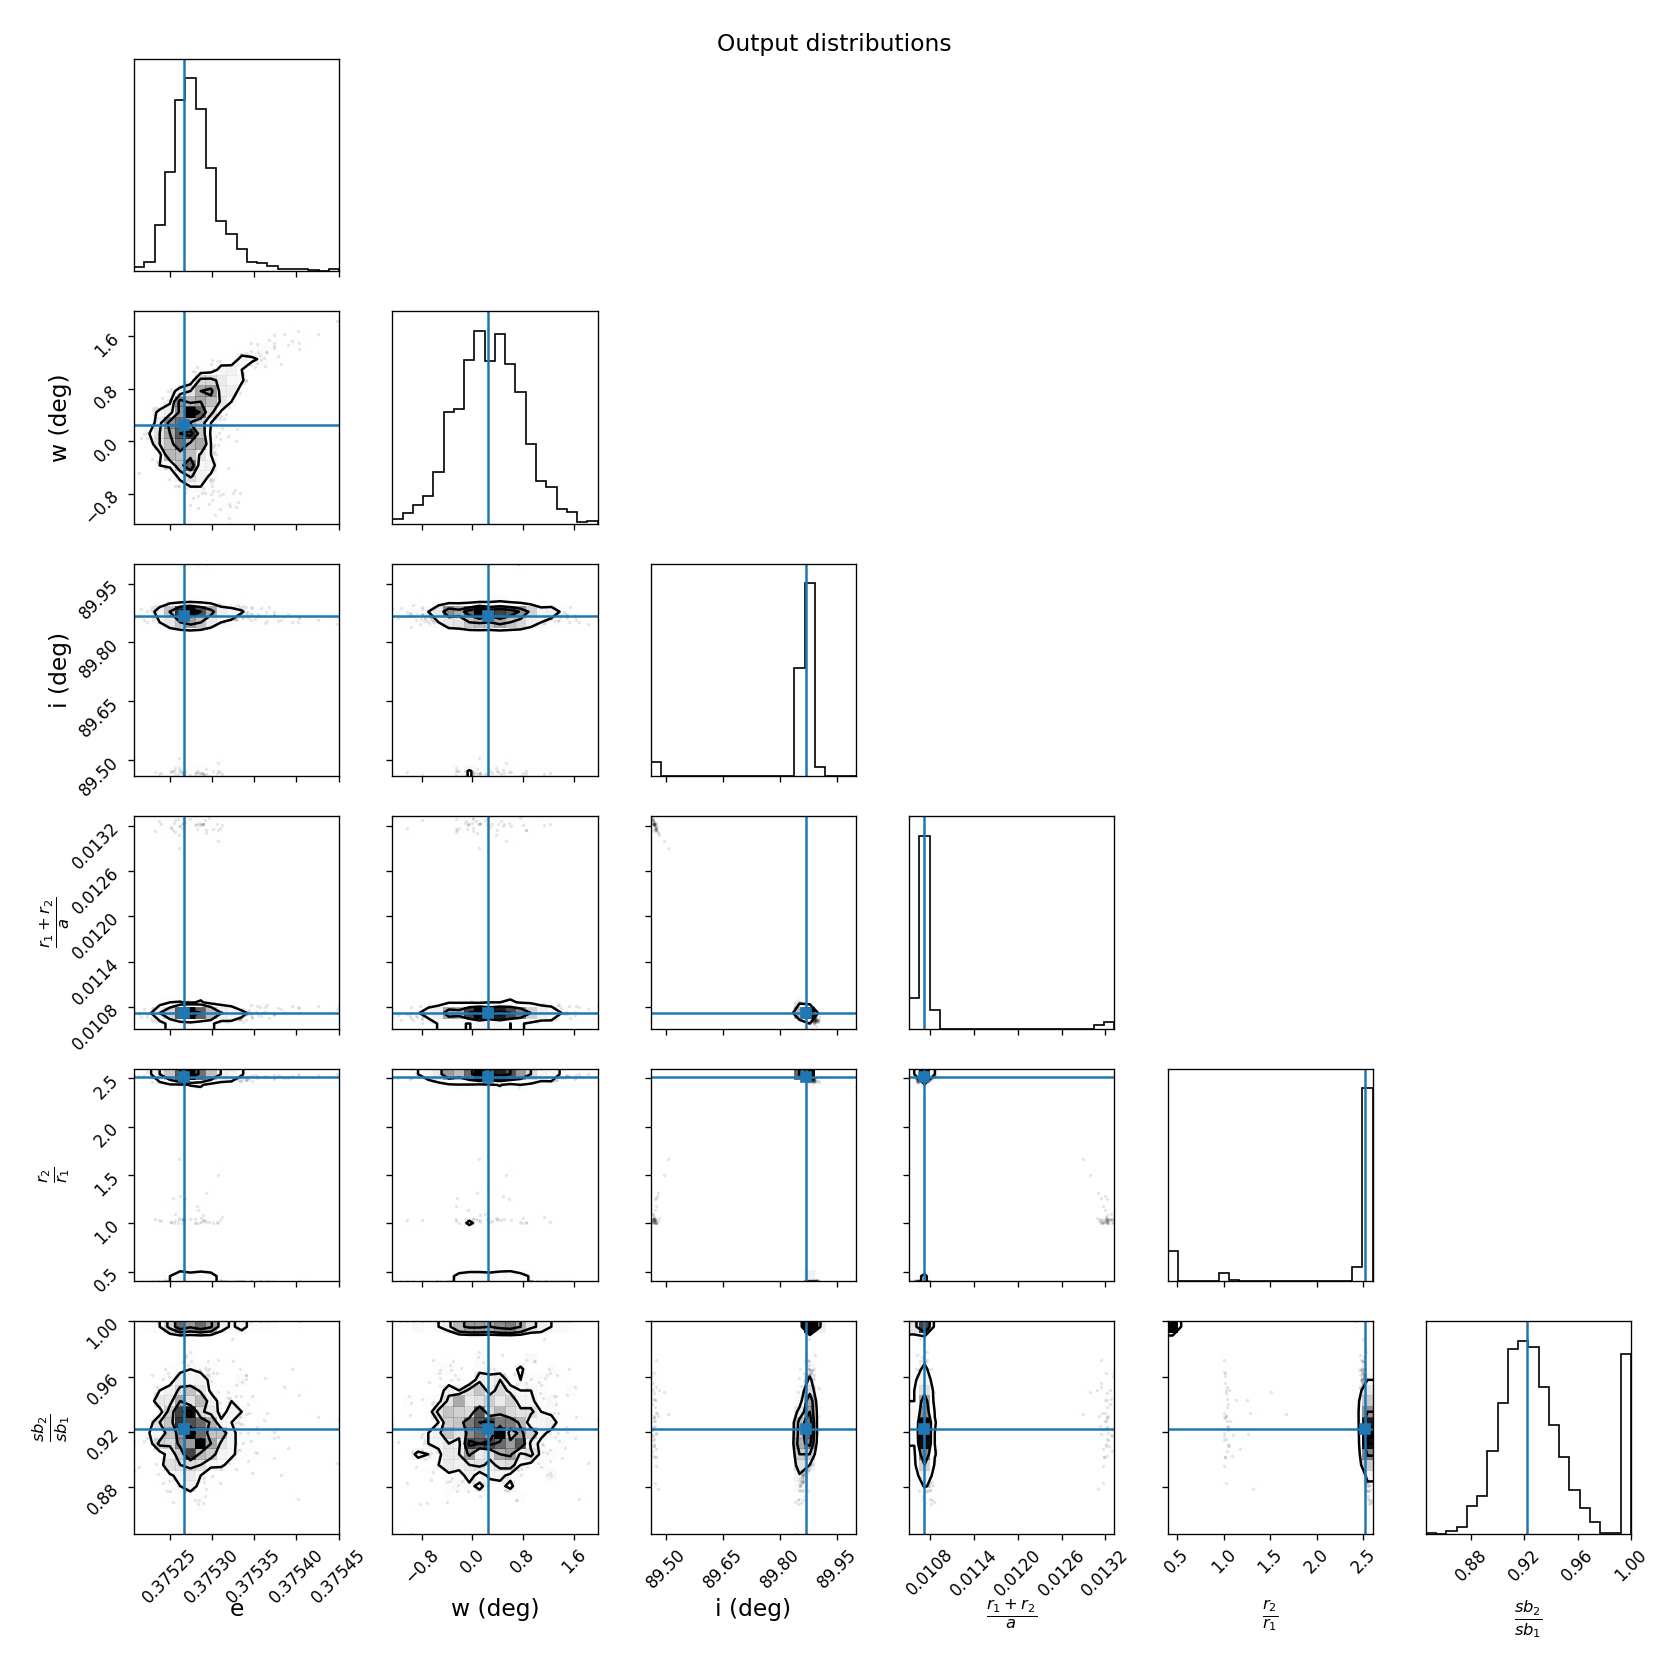 Output distributions
w (deg)
1.6
0.8
0.0
−0.8
i (deg)
89.95
89.80
89.65
89.50
r₁ + r₂
a
0.0132
0.0126
0.0120
0.0114
0.0108
r₂
r₁
2.5
2.0
1.5
1.0
0.5
sb₂
sb₁
1.00
0.96
0.92
0.88
0.37525 0.37530 0.37535 0.37540 0.37545
−0.8 0.0 0.8 1.6
89.50 89.65 89.80 89.95
0.0108 0.0114 0.0120 0.0126 0.0132
0.5 1.0 1.5 2.0 2.5
0.88 0.92 0.96 1.00
e
w (deg)
i (deg)
r₁ + r₂
a
r₂
r₁
sb₂
sb₁